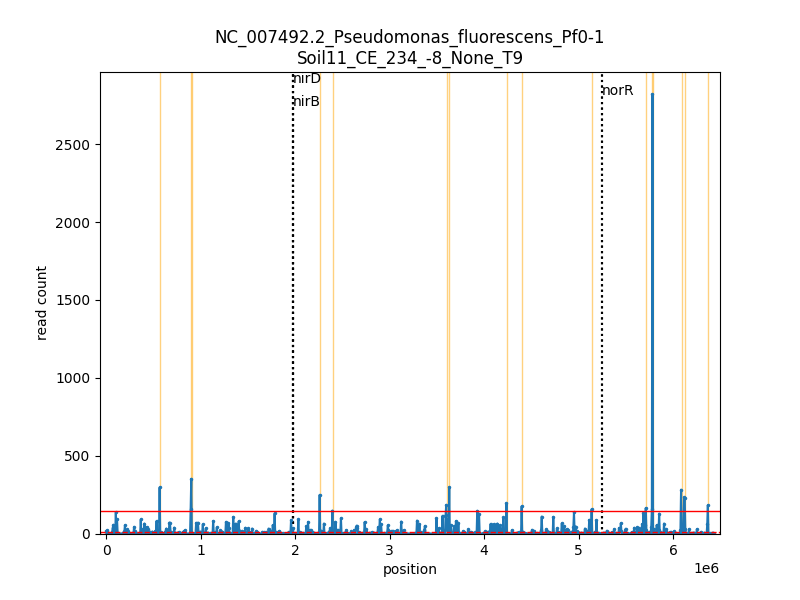 NC_007492.2_Pseudomonas_fluorescens_Pf0-1
Soil11_CE_234_-8_None_T9
nirD
nirB
norR
2500
2000
1500
1000
500
0
read count
0 1 2 3 4 5 6
1e6
position